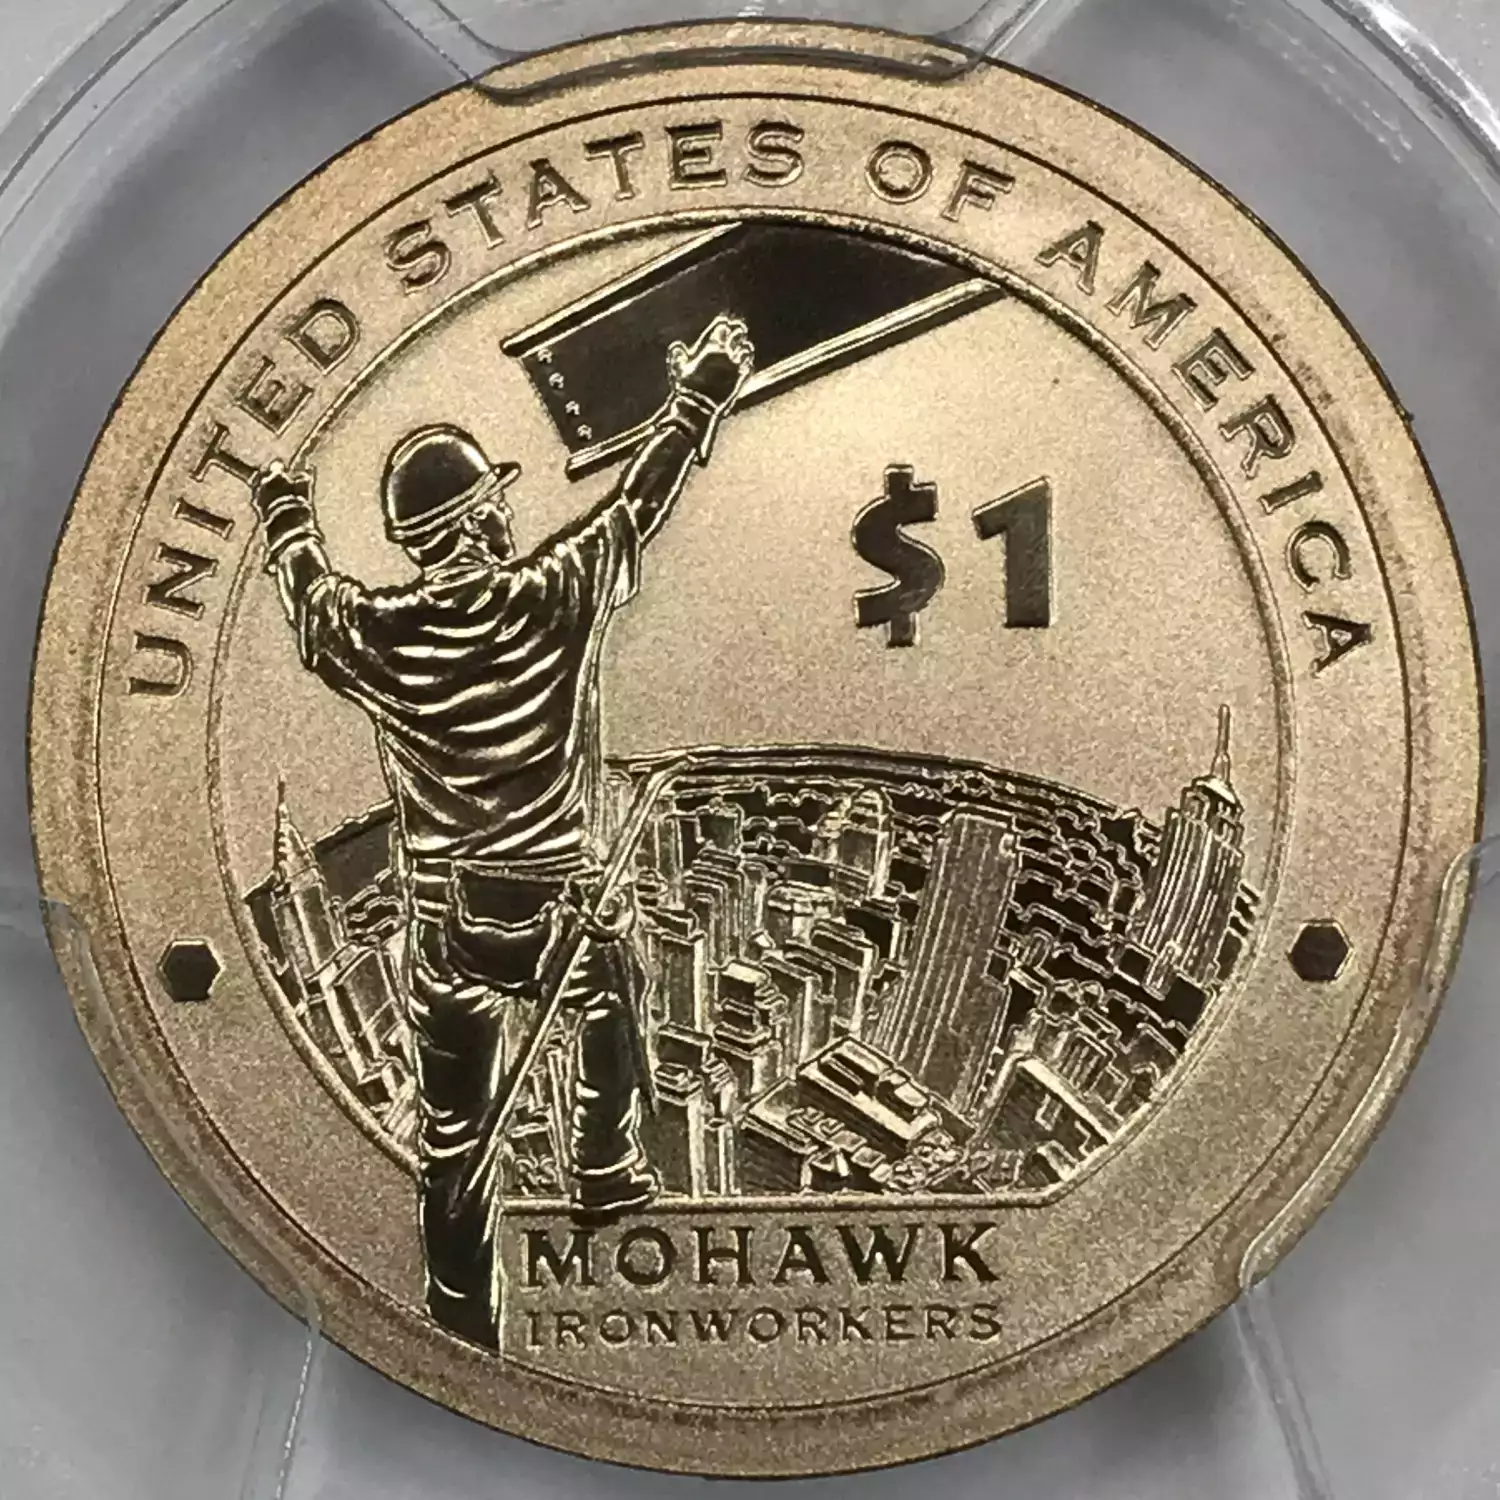 UNITED STATES OF AMERICA
$1
MOHAWK
IRONWORKERS